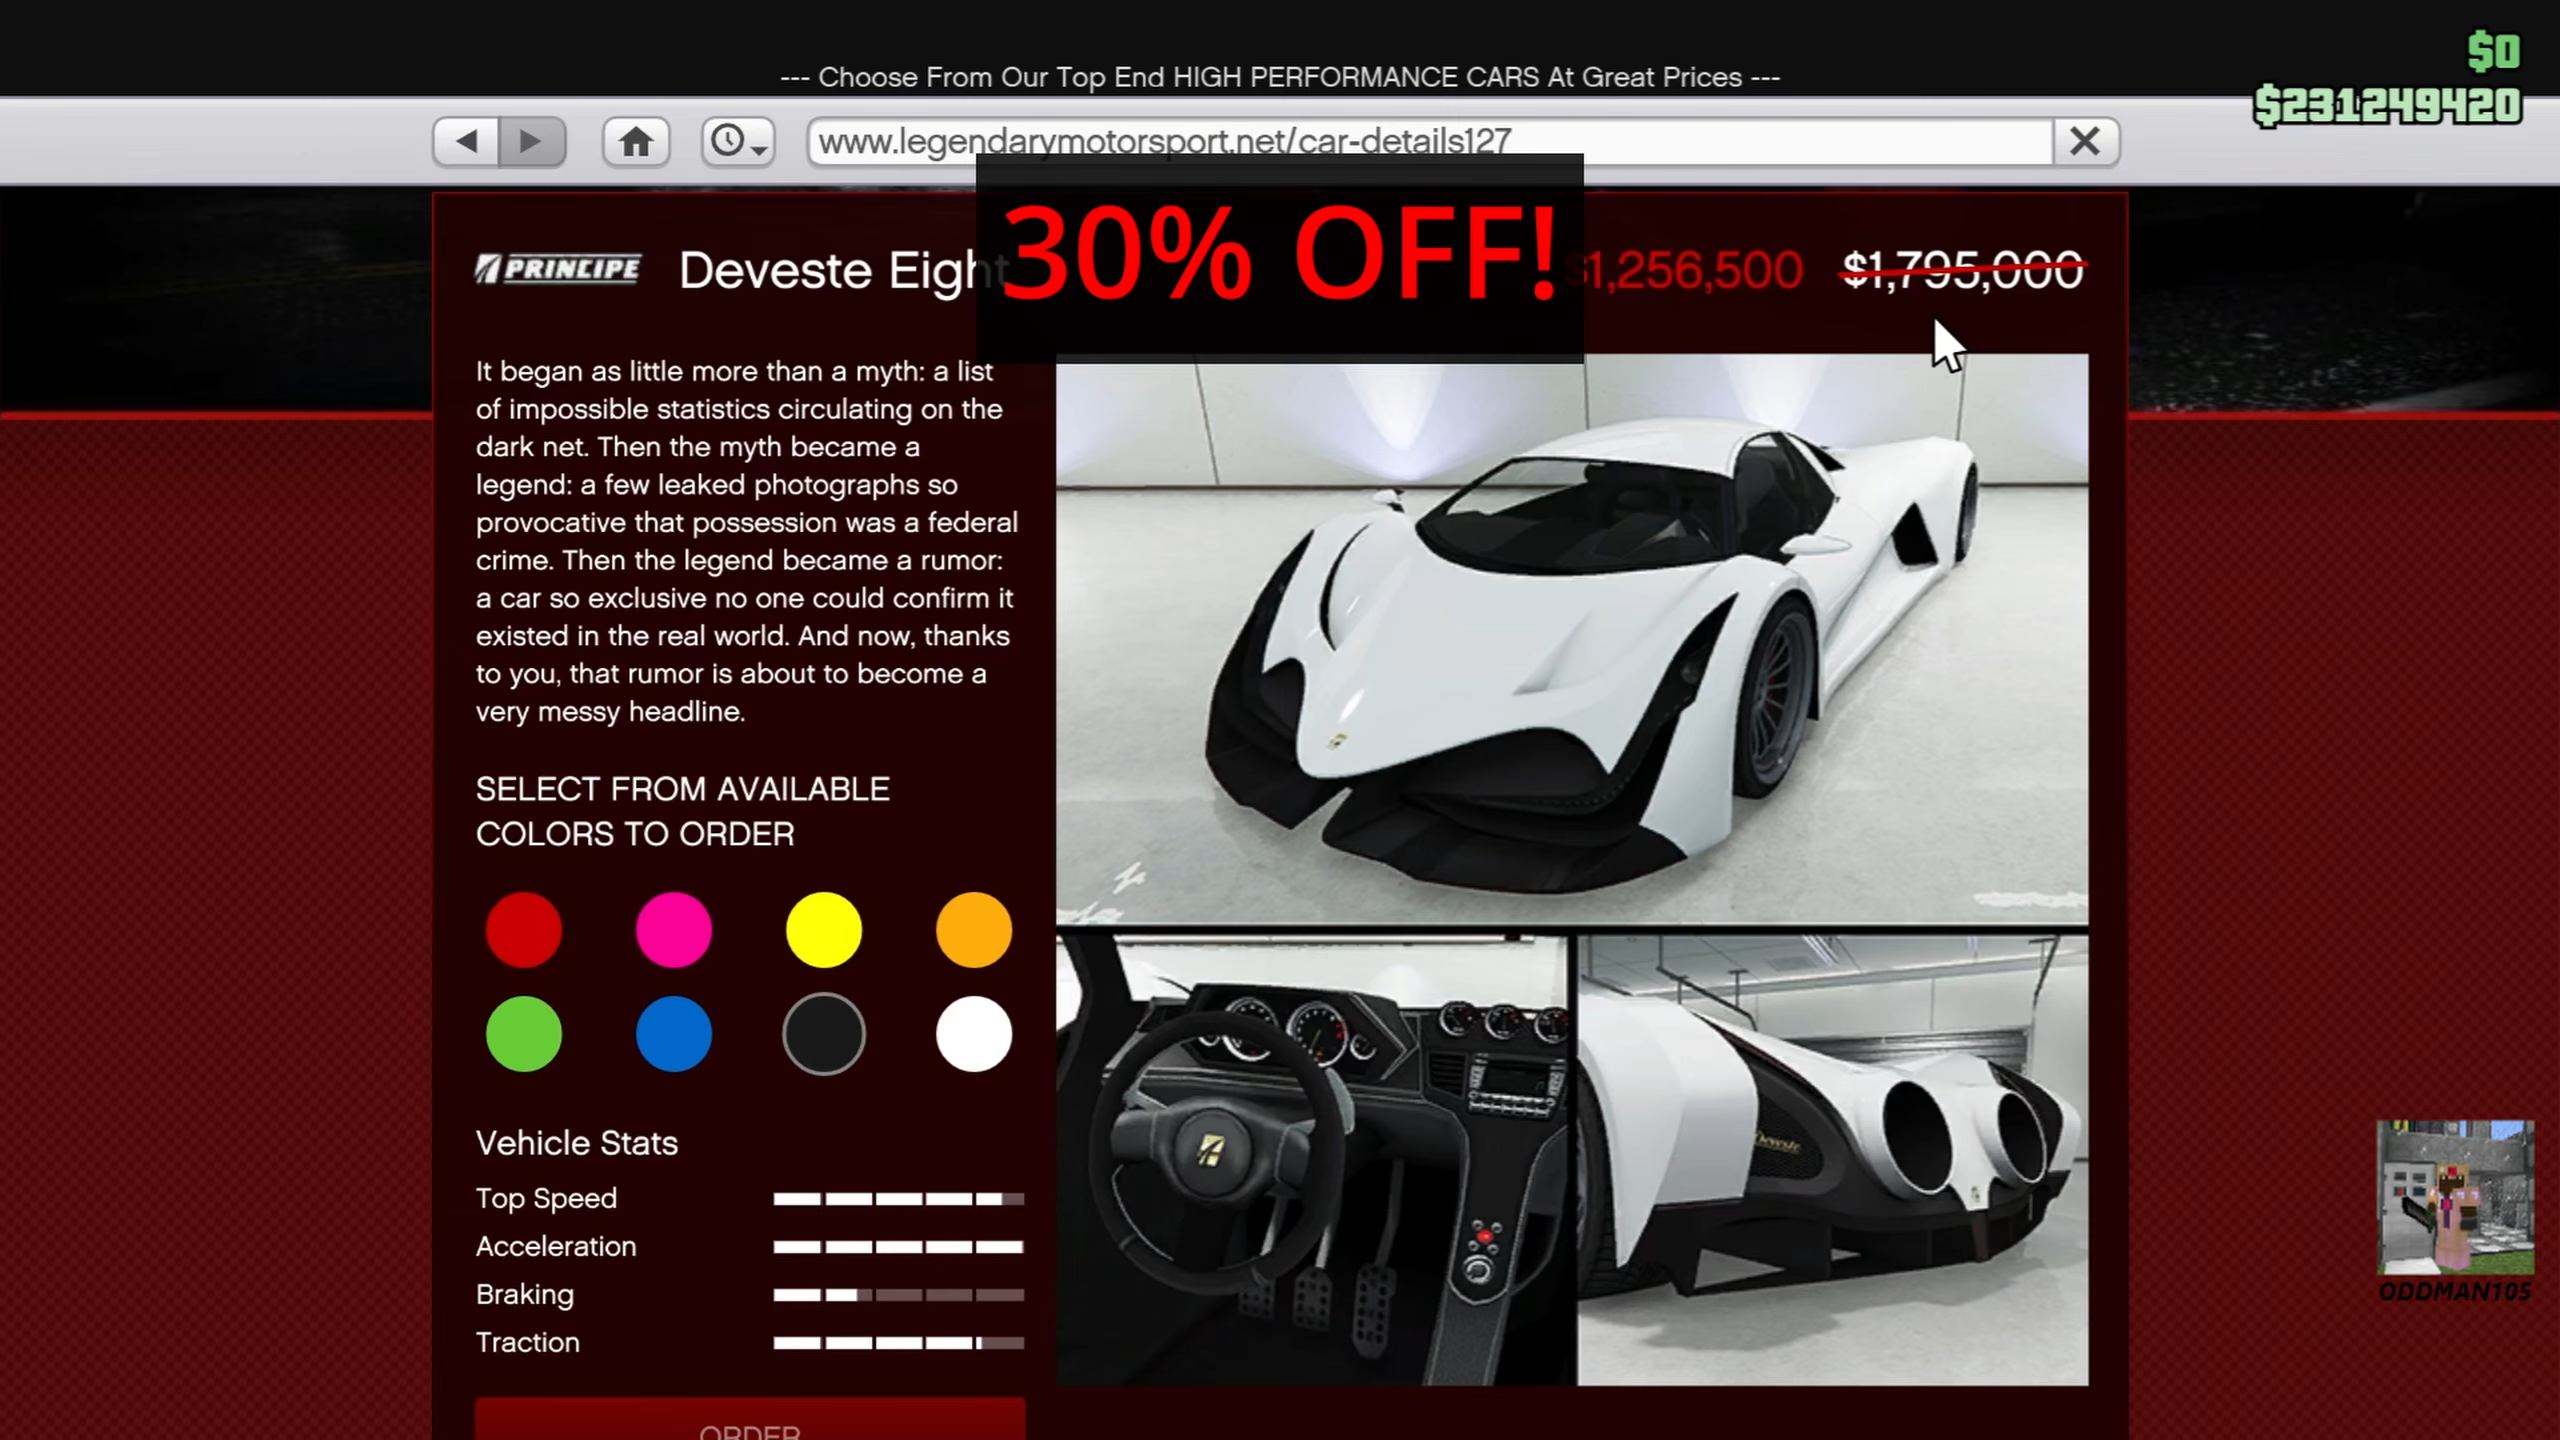 --- Choose From Our Top End HIGH PERFORMANCE CARS At Great Prices ---
$0
$231249420
www.legendarymotorsport.net/car-details127
30% OFF!
PRINCIPE
Deveste Eight
$1,256,500
$1,795,000
It began as little more than a myth: a list
of impossible statistics circulating on the
dark net. Then the myth became a
legend: a few leaked photographs so
provocative that possession was a federal
crime. Then the legend became a rumor:
a car so exclusive no one could confirm it
existed in the real world. And now, thanks
to you, that rumor is about to become a
very messy headline.
SELECT FROM AVAILABLE
COLORS TO ORDER
Vehicle Stats
Top Speed
Acceleration
Braking
Traction
ORDER
Deveste
ODDMAN105